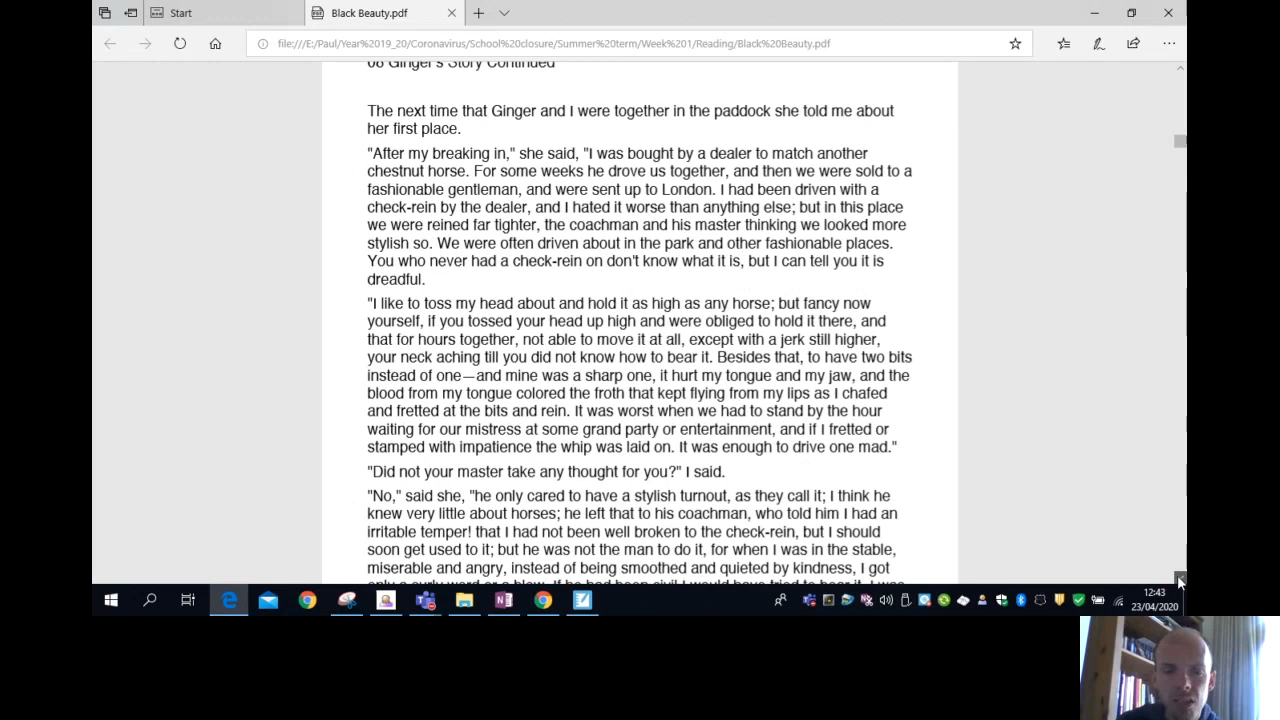 Start
Black Beauty.pdf
file:///E:/Paul/Year%2019_20/Coronavirus/School%20closure/Summer%20term/Week%201/Reading/Black%20Beauty.pdf
08 Ginger's Story Continued
The next time that Ginger and I were together in the paddock she told me about
her first place.
"After my breaking in," she said, "I was bought by a dealer to match another
chestnut horse. For some weeks he drove us together, and then we were sold to a
fashionable gentleman, and were sent up to London. I had been driven with a
check-rein by the dealer, and I hated it worse than anything else; but in this place
we were reined far tighter, the coachman and his master thinking we looked more
stylish so. We were often driven about in the park and other fashionable places.
You who never had a check-rein on don't know what it is, but I can tell you it is
dreadful.
"I like to toss my head about and hold it as high as any horse; but fancy now
yourself, if you tossed your head up high and were obliged to hold it there, and
that for hours together, not able to move it at all, except with a jerk still higher,
your neck aching till you did not know how to bear it. Besides that, to have two bits
instead of one—and mine was a sharp one, it hurt my tongue and my jaw, and the
blood from my tongue colored the froth that kept flying from my lips as I chafed
and fretted at the bits and rein. It was worst when we had to stand by the hour
waiting for our mistress at some grand party or entertainment, and if I fretted or
stamped with impatience the whip was laid on. It was enough to drive one mad."
"Did not your master take any thought for you?" I said.
"No," said she, "he only cared to have a stylish turnout, as they call it; I think he
knew very little about horses; he left that to his coachman, who told him I had an
irritable temper! that I had not been well broken to the check-rein, but I should
soon get used to it; but he was not the man to do it, for when I was in the stable,
miserable and angry, instead of being smoothed and quieted by kindness, I got
only a surly word or a blow. If he had been civil I would have tried to bear it. I was
12:43
23/04/2020